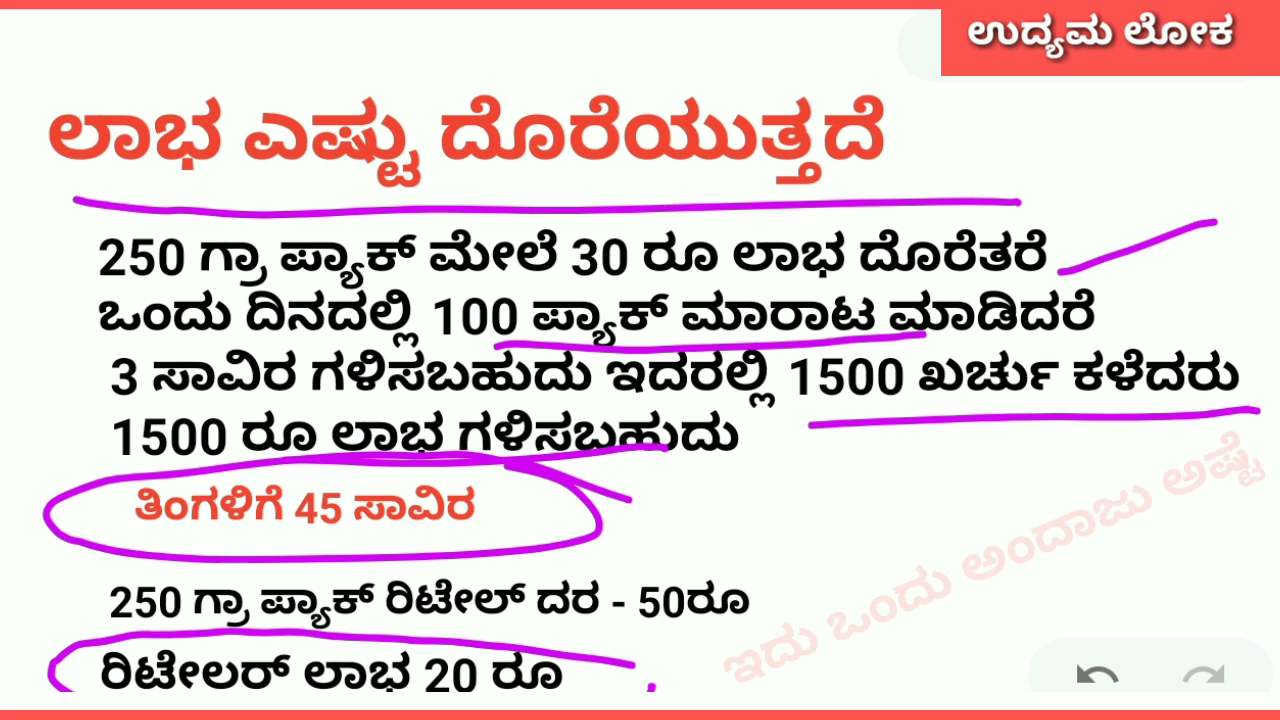 ಉದ್ಯಮ ಲೋಕ
ಲಾಭ ಎಷ್ಟು ದೊರೆಯುತ್ತದೆ
250 ಗ್ರಾ ಪ್ಯಾಕ್ ಮೇಲೆ 30 ರೂ ಲಾಭ ದೊರೆತರೆ
ಒಂದು ದಿನದಲ್ಲಿ 100 ಪ್ಯಾಕ್ ಮಾರಾಟ ಮಾಡಿದರೆ
3 ಸಾವಿರ ಗಳಿಸಬಹುದು ಇದರಲ್ಲಿ 1500 ಖರ್ಚು ಕಳೆದರು
1500 ರೂ ಲಾಭ ಗಳಿಸಬಹುದು
ತಿಂಗಳಿಗೆ 45 ಸಾವಿರ
250 ಗ್ರಾ ಪ್ಯಾಕ್ ರಿಟೇಲ್ ದರ - 50ರೂ
ರಿಟೇಲರ್ ಲಾಭ 20 ರೂ
ಇದು ಒಂದು ಅಂದಾಜು ಅಷ್ಟೆ